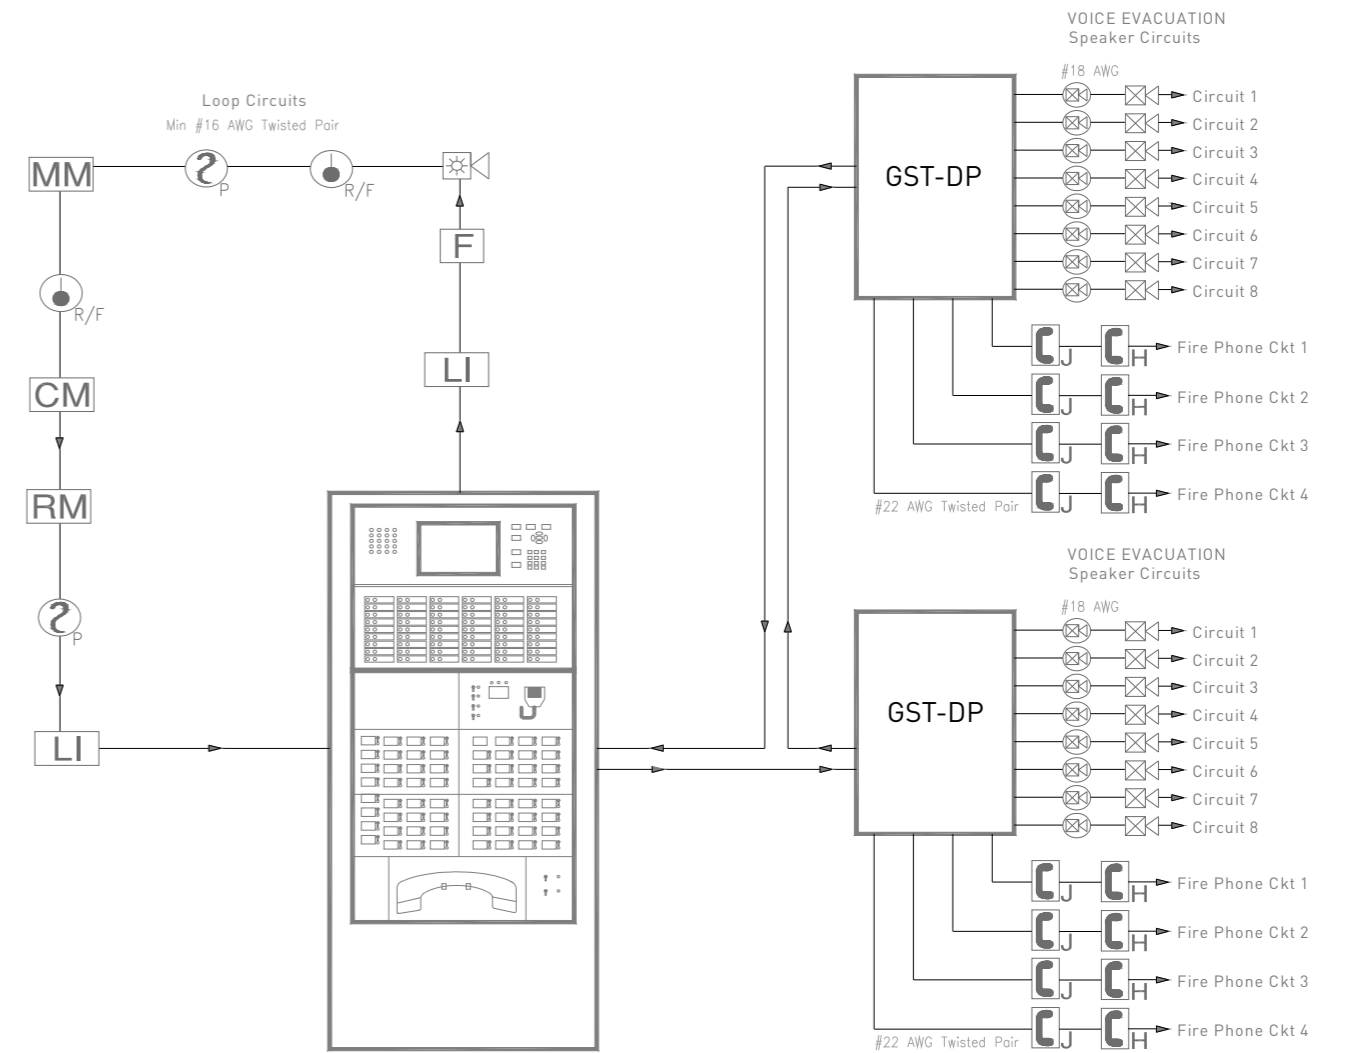 Loop Circuits
Min #16 AWG Twisted Pair
MM
P
R/F
F
R/F
LI
CM
RM
P
LI
VOICE EVACUATION
Speaker Circuits
#18 AWG
GST-DP
Circuit 1
Circuit 2
Circuit 3
Circuit 4
Circuit 5
Circuit 6
Circuit 7
Circuit 8
J H Fire Phone Ckt 1
J H Fire Phone Ckt 2
J H Fire Phone Ckt 3
J H Fire Phone Ckt 4
#22 AWG Twisted Pair
VOICE EVACUATION
Speaker Circuits
#18 AWG
GST-DP
Circuit 1
Circuit 2
Circuit 3
Circuit 4
Circuit 5
Circuit 6
Circuit 7
Circuit 8
J H Fire Phone Ckt 1
J H Fire Phone Ckt 2
J H Fire Phone Ckt 3
J H Fire Phone Ckt 4
#22 AWG Twisted Pair